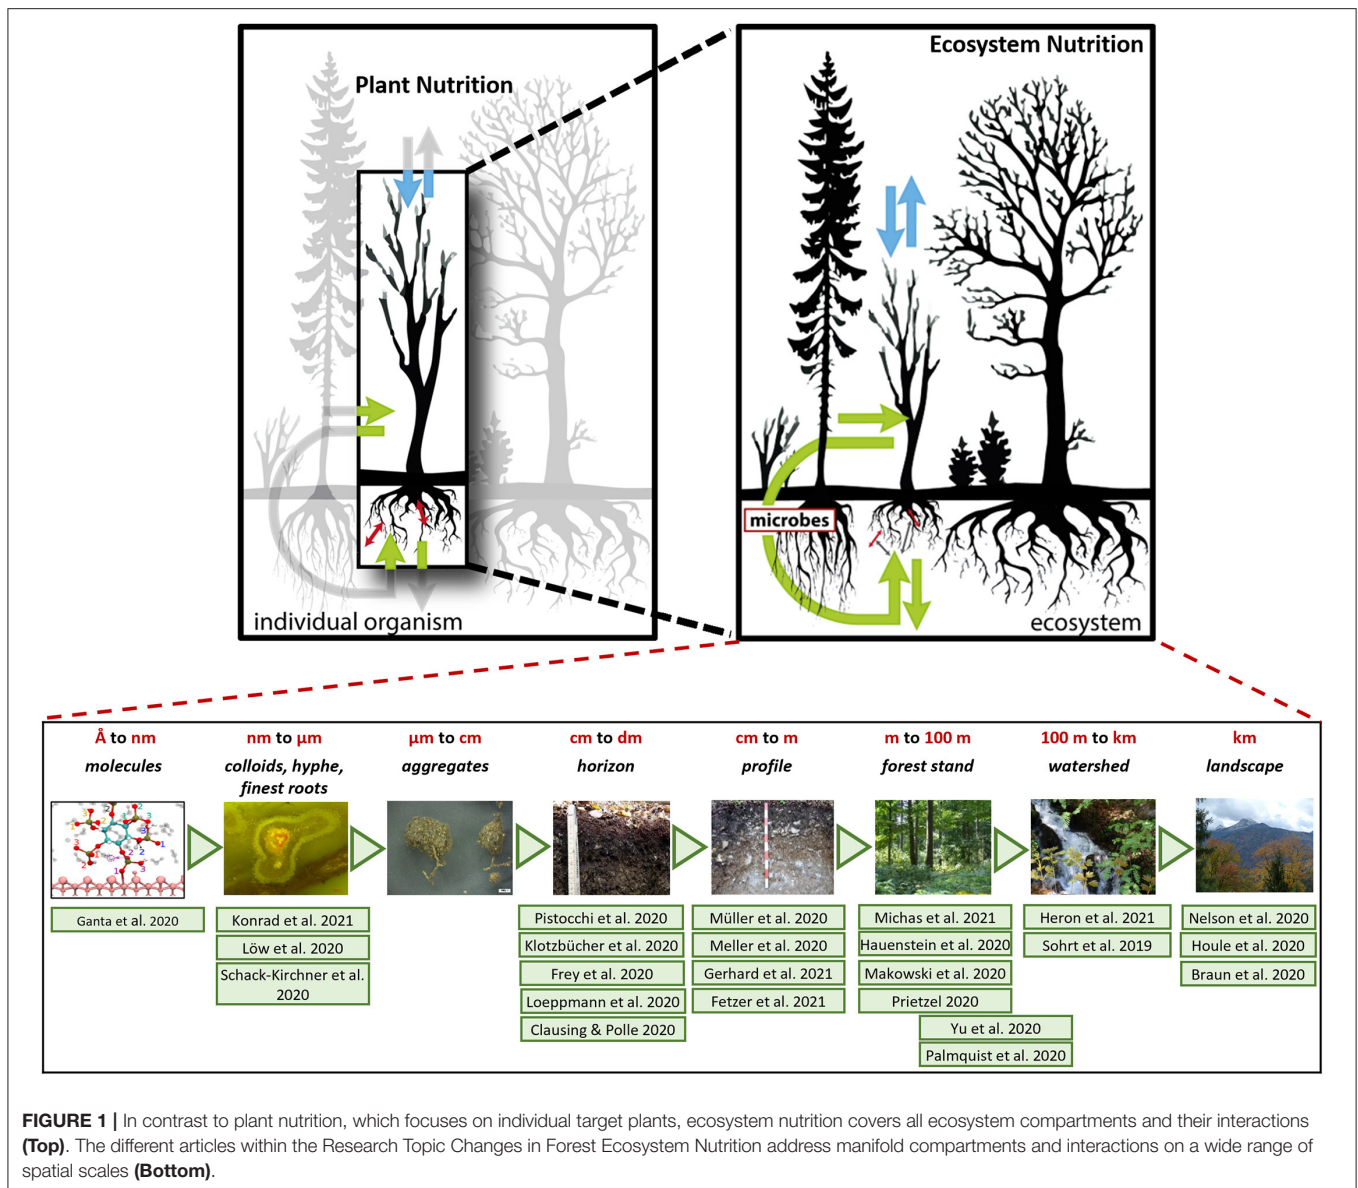 Plant Nutrition
individual organism
Ecosystem Nutrition
microbes
ecosystem
Å to nm
molecules
nm to µm
colloids, hyphe,
finest roots
µm to cm
aggregates
cm to dm
horizon
cm to m
profile
m to 100 m
forest stand
100 m to km
watershed
km
landscape
Ganta et al. 2020
Konrad et al. 2021
Löw et al. 2020
Schack-Kirchner et al.
2020
Pistocchi et al. 2020
Klotzbücher et al. 2020
Frey et al. 2020
Loeppmann et al. 2020
Clausing & Polle 2020
Müller et al. 2020
Meller et al. 2020
Gerhard et al. 2021
Fetzer et al. 2021
Michas et al. 2021
Hauenstein et al. 2020
Makowski et al. 2020
Prietzel 2020
Yu et al. 2020
Palmquist et al. 2020
Heron et al. 2021
Sohrt et al. 2019
Nelson et al. 2020
Houle et al. 2020
Braun et al. 2020
FIGURE 1 | In contrast to plant nutrition, which focuses on individual target plants, ecosystem nutrition covers all ecosystem compartments and their interactions
(Top). The different articles within the Research Topic Changes in Forest Ecosystem Nutrition address manifold compartments and interactions on a wide range of
spatial scales (Bottom).